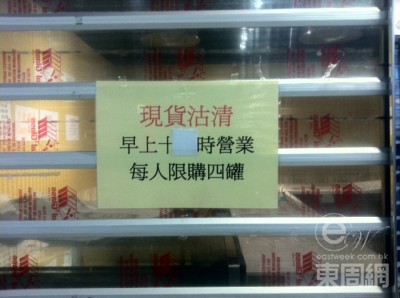 現貨沽清
早上十 時營業
每人限購四罐
eastweek.com.hk
東周網